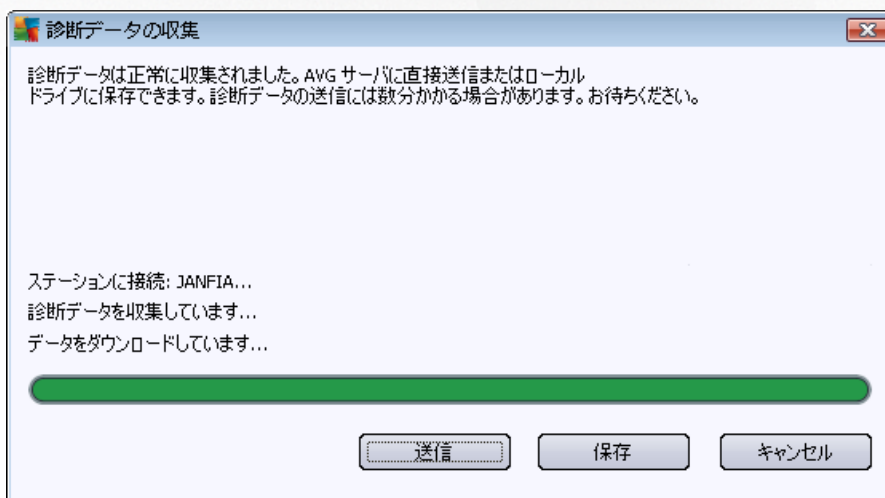 診断データの収集
診断データは正常に収集されました。AVG サーバに直接送信またはローカル
ドライブに保存できます。診断データの送信には数分かかる場合があります。お待ちください。
ステーションに接続: JANFIA...
診断データを収集しています...
データをダウンロードしています...
送信 保存 キャンセル